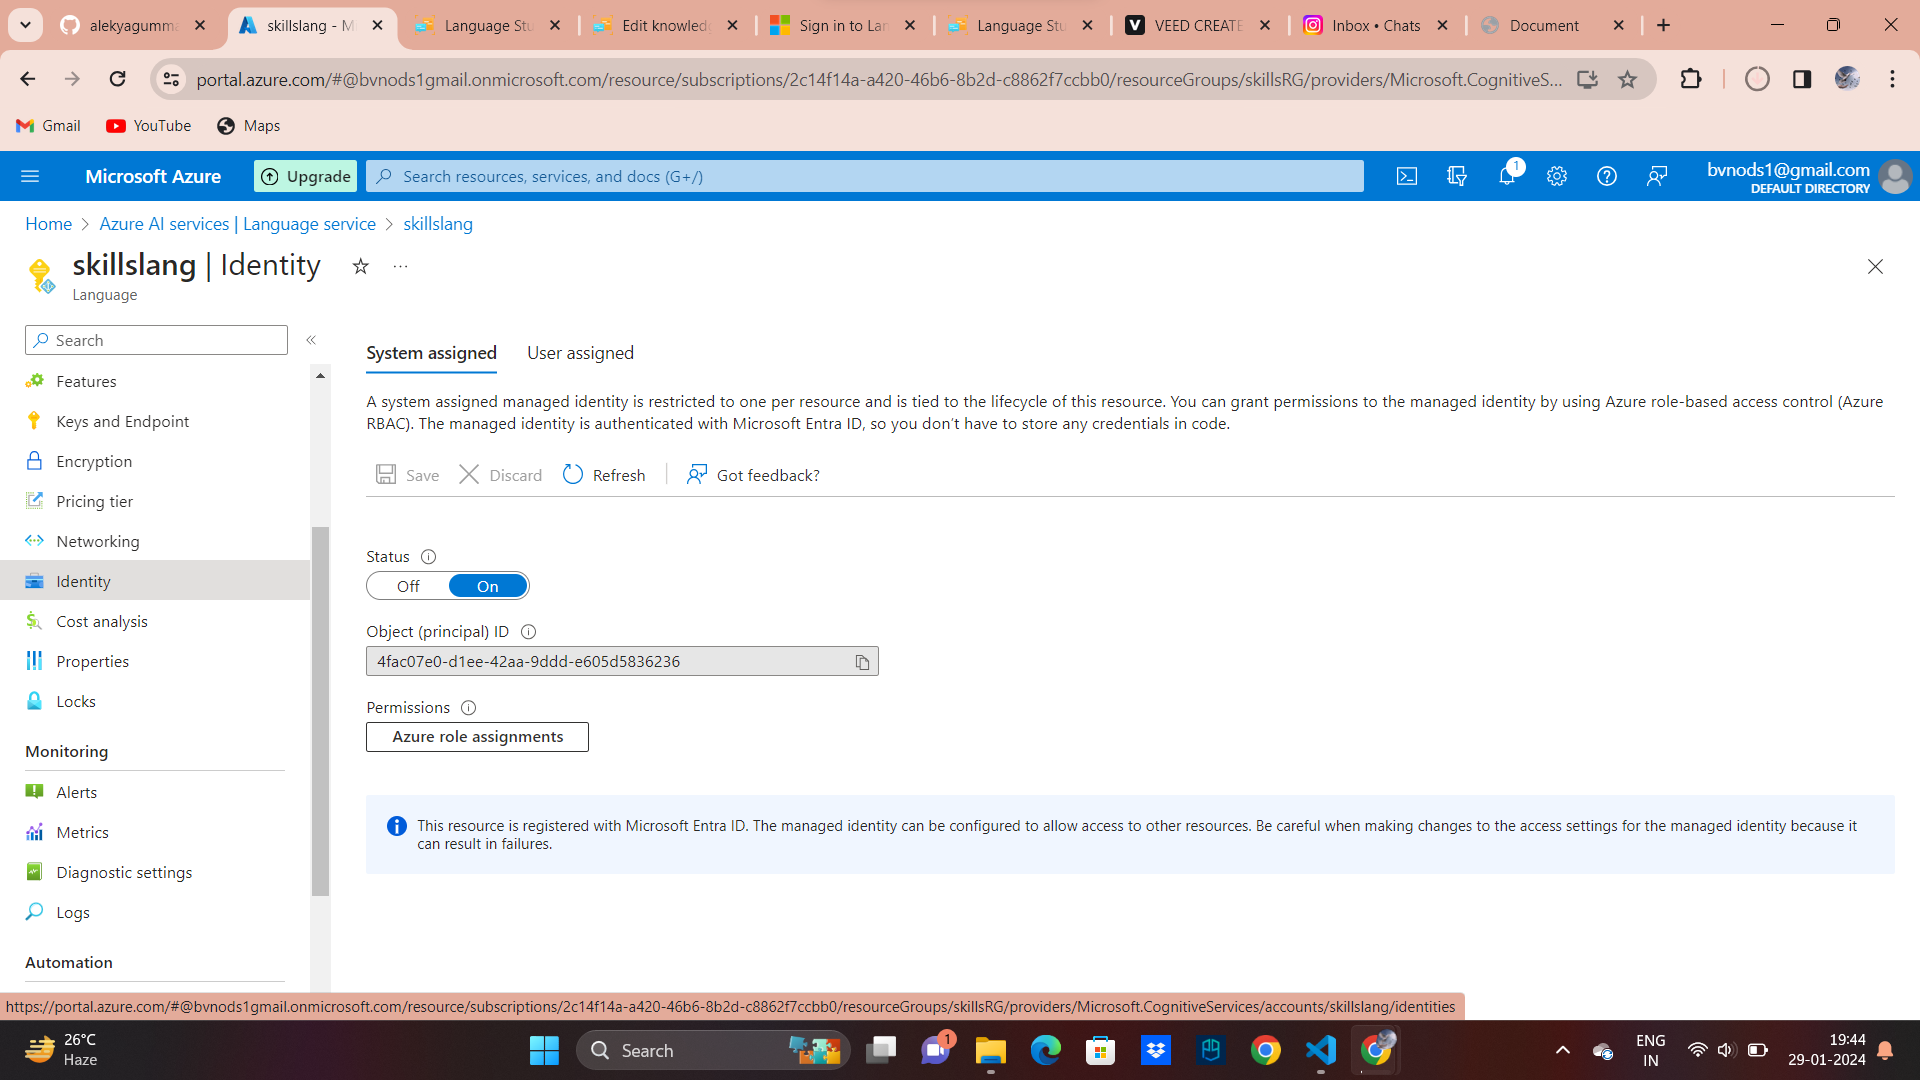 alekyagumma
skillslang - M
Language Stu
Edit knowledg
Sign in to Lan
Language Stu
VEED CREATE
Inbox • Chats
Document
portal.azure.com/#@bvnods1gmail.onmicrosoft.com/resource/subscriptions/2c14f14a-a420-46b6-8b2d-c8862f7ccbb0/resourceGroups/skillsRG/providers/Microsoft.CognitiveS...
Gmail
YouTube
Maps
Microsoft Azure
Upgrade
Search resources, services, and docs (G+/)
1
bvnods1@gmail.com
DEFAULT DIRECTORY
Home > Azure AI services | Language service > skillslang
skillslang | Identity
Language
Search
Features
Keys and Endpoint
Encryption
Pricing tier
Networking
Identity
Cost analysis
Properties
Locks
Monitoring
Alerts
Metrics
Diagnostic settings
Logs
Automation
System assigned
User assigned
A system assigned managed identity is restricted to one per resource and is tied to the lifecycle of this resource. You can grant permissions to the managed identity by using Azure role-based access control (Azure
RBAC). The managed identity is authenticated with Microsoft Entra ID, so you don't have to store any credentials in code.
Save
Discard
Refresh
Got feedback?
Status
Off
On
Object (principal) ID
4fac07e0-d1ee-42aa-9ddd-e605d5836236
Permissions
Azure role assignments
This resource is registered with Microsoft Entra ID. The managed identity can be configured to allow access to other resources. Be careful when making changes to the access settings for the managed identity because it
can result in failures.
https://portal.azure.com/#@bvnods1gmail.onmicrosoft.com/resource/subscriptions/2c14f14a-a420-46b6-8b2d-c8862f7ccbb0/resourceGroups/skillsRG/providers/Microsoft.CognitiveServices/accounts/skillslang/identities
26°C
Haze
Search
1
ENG
IN
19:44
29-01-2024